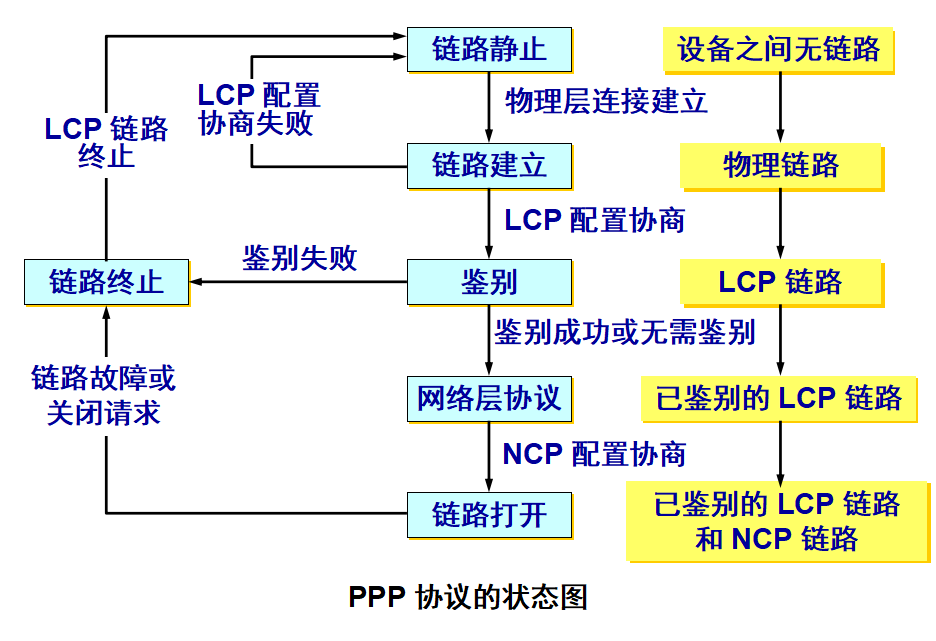 链路静止
设备之间无链路
LCP 配置
协商失败
物理层连接建立
LCP 链路
终止
链路建立
物理链路
LCP 配置协商
鉴别失败
链路终止
鉴别
LCP 链路
鉴别成功或无需鉴别
链路故障或
关闭请求
网络层协议
已鉴别的 LCP 链路
NCP 配置协商
链路打开
已鉴别的 LCP 链路
和 NCP 链路
PPP 协议的状态图